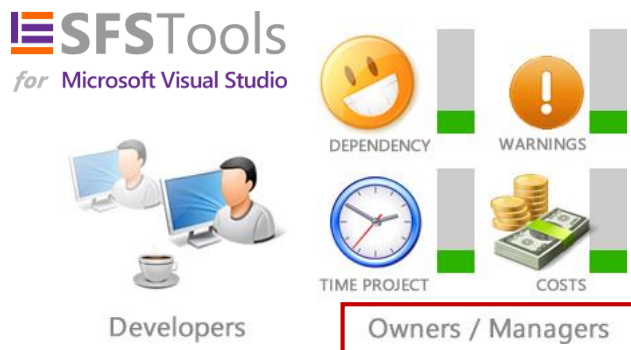 SFSTools
for Microsoft Visual Studio
DEPENDENCY
WARNINGS
TIME PROJECT
COSTS
Developers
Owners / Managers